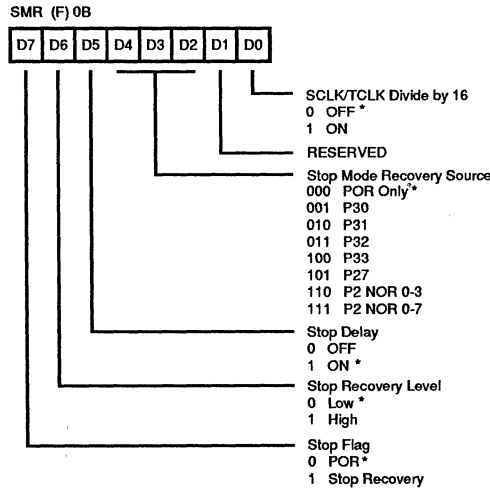 SMR (F) 0B
D7 D6 D5 D4 D3 D2 D1 D0
SCLK/TCLK Divide by 16
0 OFF *
1 ON
RESERVED
Stop Mode Recovery Source
000 POR Only *
001 P30
010 P31
011 P32
100 P33
101 P27
110 P2 NOR 0-3
111 P2 NOR 0-7
Stop Delay
0 OFF
1 ON *
Stop Recovery Level
0 Low *
1 High
Stop Flag
0 POR *
1 Stop Recovery